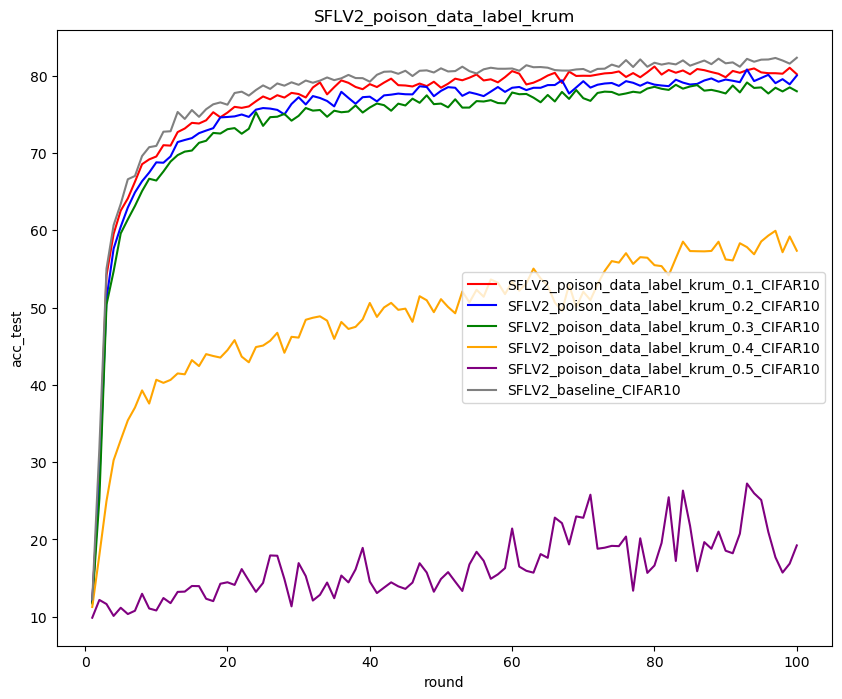 SFLV2_poison_data_label_krum
acc_test
80
70
60
50
40
30
20
10
SFLV2_poison_data_label_krum_0.1_CIFAR10
SFLV2_poison_data_label_krum_0.2_CIFAR10
SFLV2_poison_data_label_krum_0.3_CIFAR10
SFLV2_poison_data_label_krum_0.4_CIFAR10
SFLV2_poison_data_label_krum_0.5_CIFAR10
SFLV2_baseline_CIFAR10
0 20 40 60 80 100
round